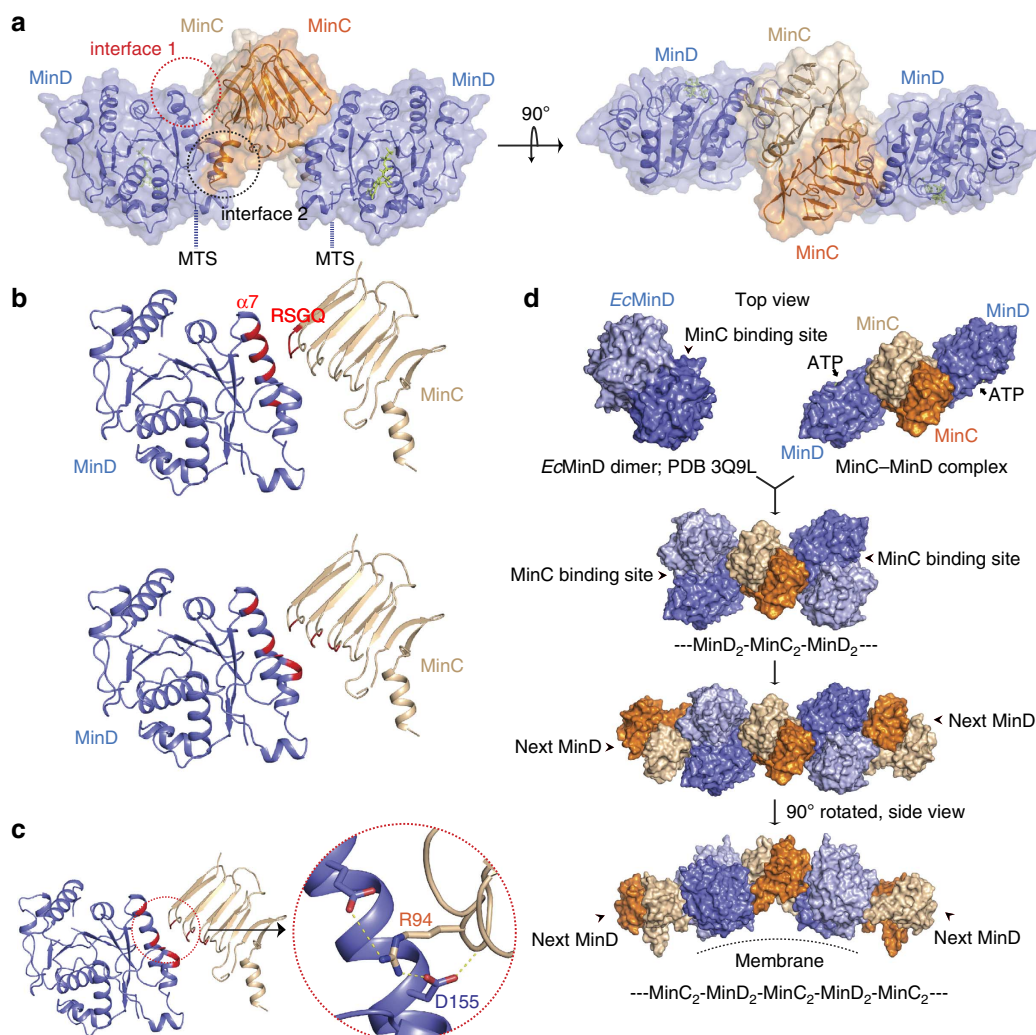 a
MinC
MinC
interface 1
MinD
MinD
interface 2
MTS
MTS
90°
MinC
MinD
MinD
MinC
b
α7
RSGQ
MinC
MinD
MinC
MinD
c
R94
D155
d
EcMinD
Top view
MinD
MinC binding site
MinC
ATP
ATP
MinC
MinD
EcMinD dimer; PDB 3Q9L
MinC–MinD complex
MinC binding site
MinC binding site
---MinD₂-MinC₂-MinD₂---
Next MinD
Next MinD
90° rotated, side view
Next MinD
Next MinD
Membrane
---MinC₂-MinD₂-MinC₂-MinD₂-MinC₂---